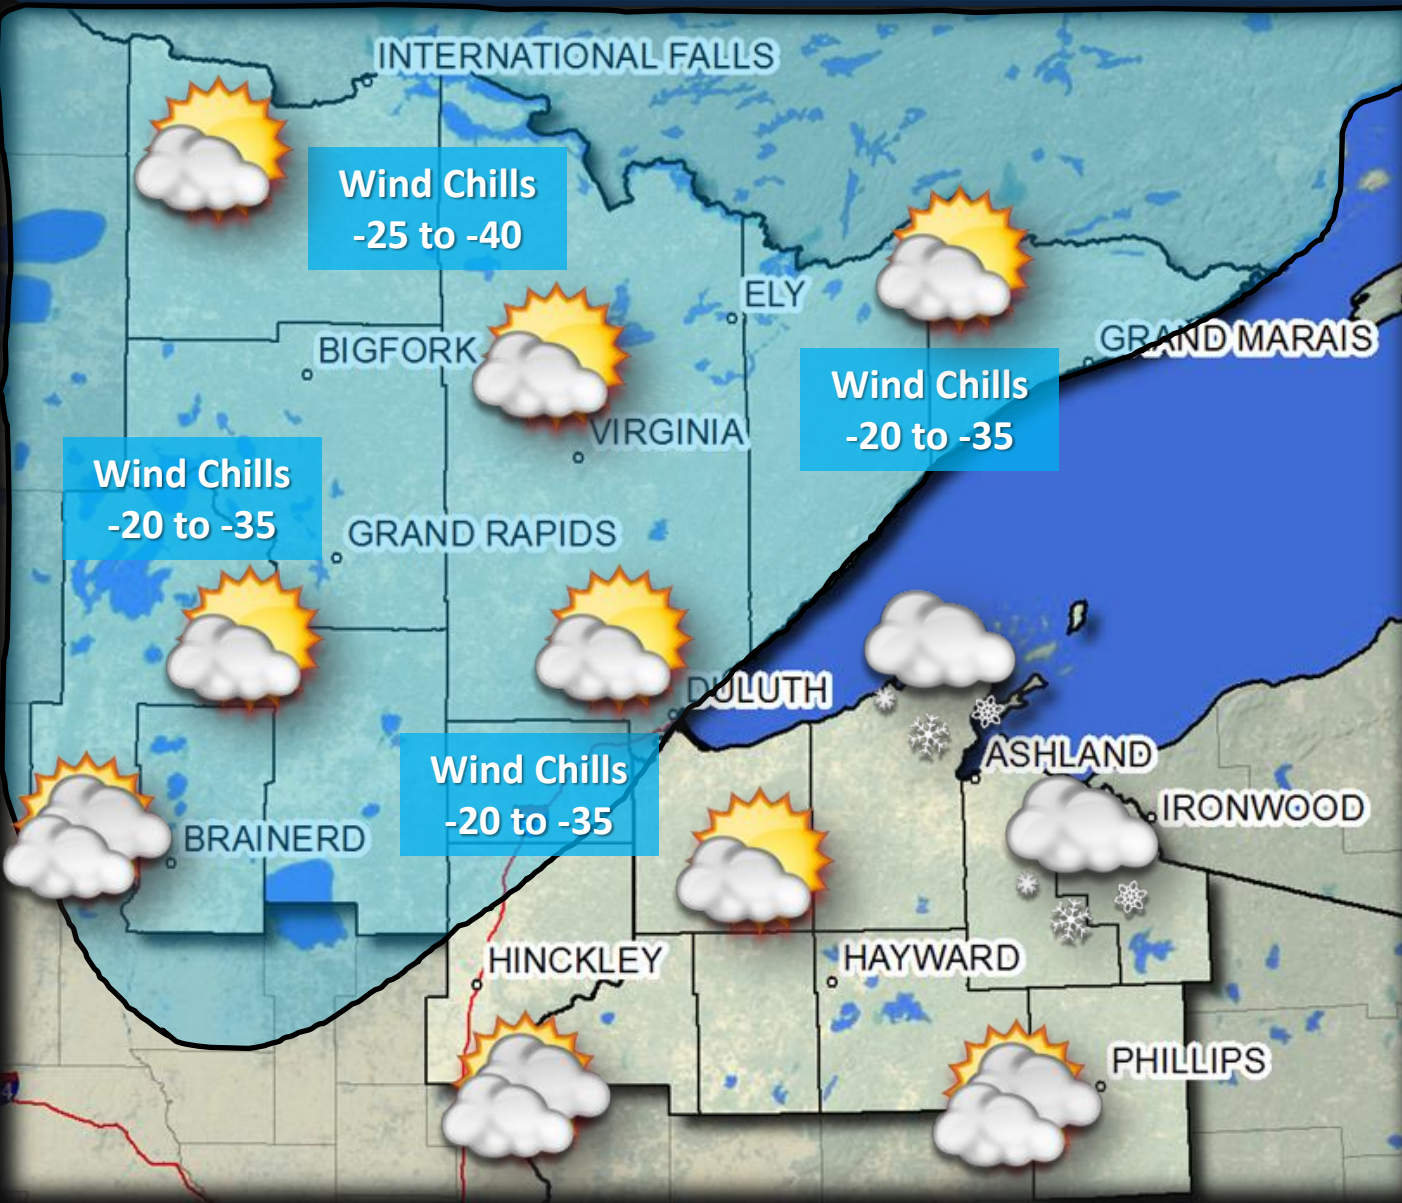 INTERNATIONAL FALLS
Wind Chills
-25 to -40
ELY
GRAND MARAIS
BIGFORK
Wind Chills
-20 to -35
VIRGINIA
Wind Chills
-20 to -35
GRAND RAPIDS
DULUTH
ASHLAND
Wind Chills
-20 to -35
IRONWOOD
BRAINERD
HINCKLEY
HAYWARD
PHILLIPS
4